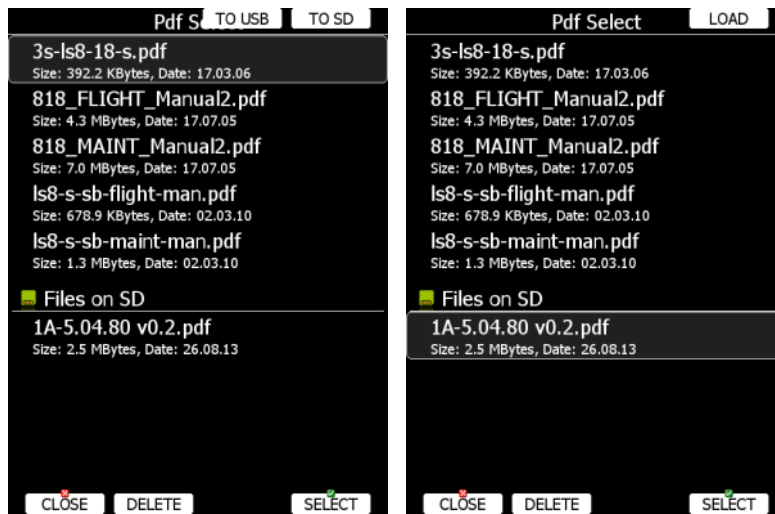 Pdf S TO USB TO SD
3s-ls8-18-s.pdf
Size: 392.2 KBytes, Date: 17.03.06
818_FLIGHT_Manual2.pdf
Size: 4.3 MBytes, Date: 17.07.05
818_MAINT_Manual2.pdf
Size: 7.0 MBytes, Date: 17.07.05
ls8-s-sb-flight-man.pdf
Size: 678.9 KBytes, Date: 02.03.10
ls8-s-sb-maint-man.pdf
Size: 1.3 MBytes, Date: 02.03.10
Files on SD
1A-5.04.80 v0.2.pdf
Size: 2.5 MBytes, Date: 26.08.13
CLOSE DELETE SELECT
Pdf Select LOAD
3s-ls8-18-s.pdf
Size: 392.2 KBytes, Date: 17.03.06
818_FLIGHT_Manual2.pdf
Size: 4.3 MBytes, Date: 17.07.05
818_MAINT_Manual2.pdf
Size: 7.0 MBytes, Date: 17.07.05
ls8-s-sb-flight-man.pdf
Size: 678.9 KBytes, Date: 02.03.10
ls8-s-sb-maint-man.pdf
Size: 1.3 MBytes, Date: 02.03.10
Files on SD
1A-5.04.80 v0.2.pdf
Size: 2.5 MBytes, Date: 26.08.13
CLOSE DELETE SELECT